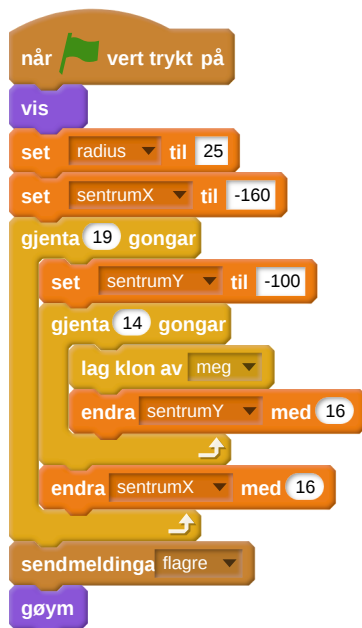 når vert trykt på
vis
set radius til 25
set sentrumX til -160
gjenta 19 gongar
set sentrumY til -100
gjenta 14 gongar
lag klon av meg
endra sentrumY med 16
endra sentrumX med 16
sendmeldinga flagre
gøym